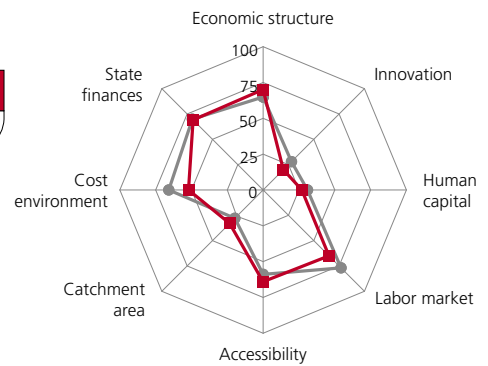 Economic structure
100
State
finances
Innovation
75
50
25
Cost
environment
0
Human
capital
Catchment
area
Labor market
Accessibility